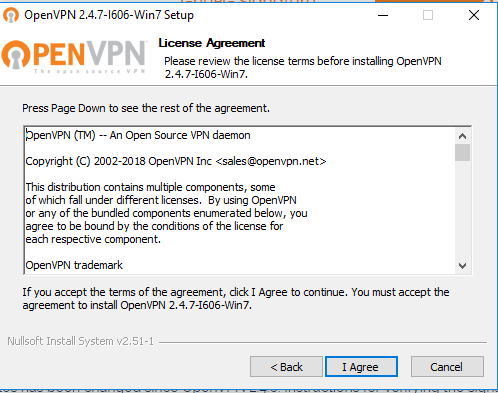 OpenVPN 2.4.7-I606-Win7 Setup
OPENVPN™
The open source VPN
License Agreement
Please review the license terms before installing OpenVPN
2.4.7-I606-Win7.
Press Page Down to see the rest of the agreement.
OpenVPN (TM) -- An Open Source VPN daemon
Copyright (C) 2002-2018 OpenVPN Inc <sales@openvpn.net>
This distribution contains multiple components, some
of which fall under different licenses.  By using OpenVPN
or any of the bundled components enumerated below, you
agree to be bound by the conditions of the license for
each respective component.
OpenVPN trademark
If you accept the terms of the agreement, click I Agree to continue. You must accept the
agreement to install OpenVPN 2.4.7-I606-Win7.
Nullsoft Install System v2.51-1
< Back
I Agree
Cancel